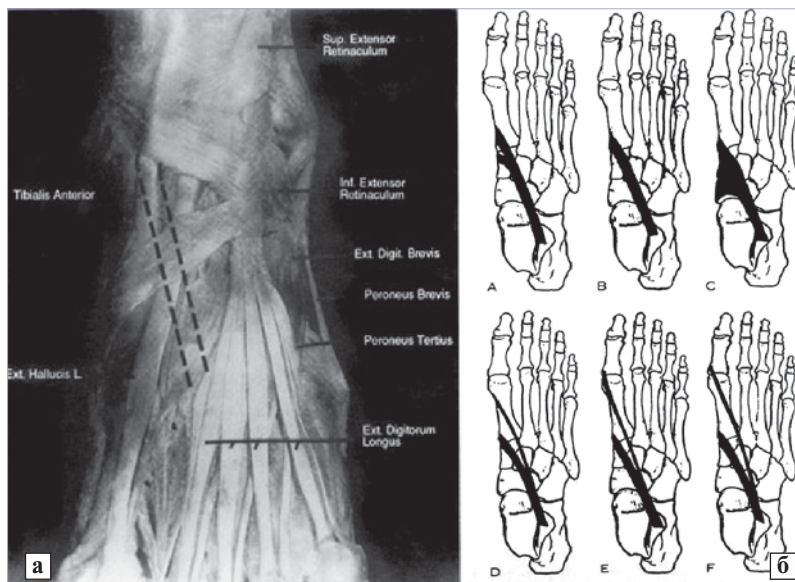 Sup. Extensor
Retinaculum
Tibialis Anterior
Inf. Extensor
Retinaculum
Ext. Digit. Brevis
Peroneus Brevis
Peroneus Tertius
Ext. Hallucis L.
Ext. Digitorum
Longus
а
A
B
C
D
E
F
б